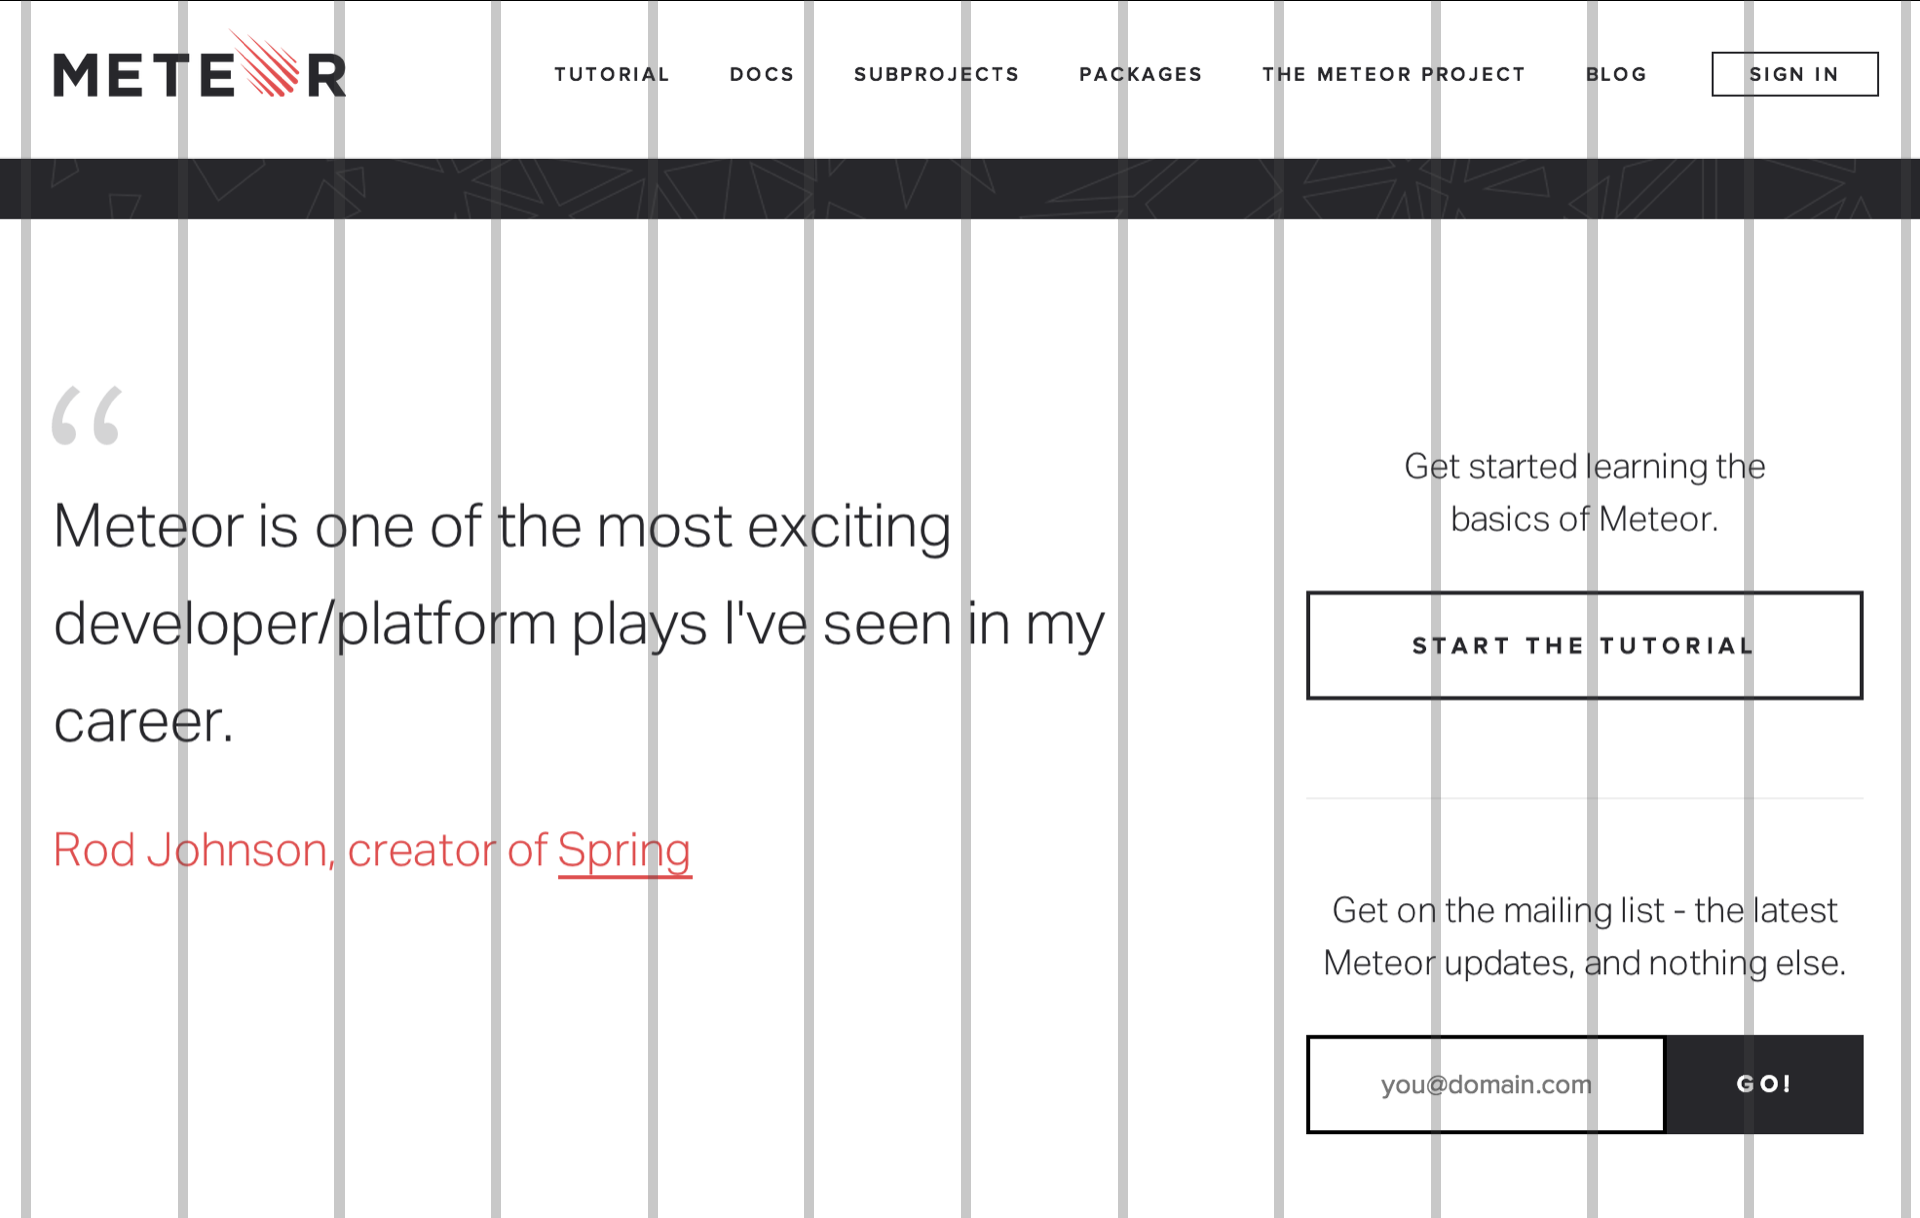 METEOR
TUTORIAL DOCS SUBPROJECTS PACKAGES THE METEOR PROJECT BLOG SIGN IN
“
Meteor is one of the most exciting
developer/platform plays I've seen in my
career.
Rod Johnson, creator of Spring
Get started learning the
basics of Meteor.
START THE TUTORIAL
Get on the mailing list - the latest
Meteor updates, and nothing else.
you@domain.com GO!